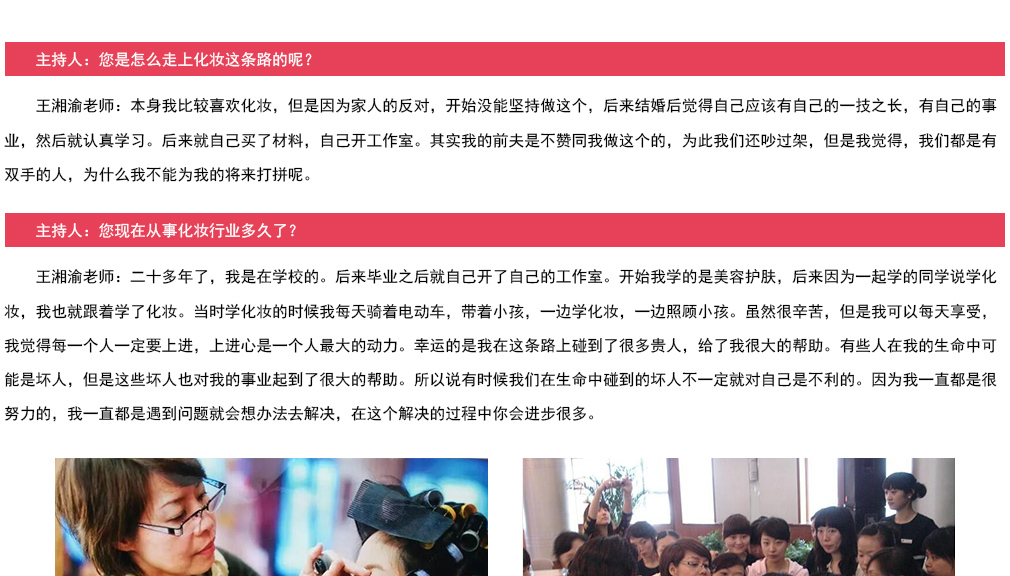 主持人：您是怎么走上化妆这条路的呢？
王湘渝老师：本身我比较喜欢化妆，但是因为家人的反对，开始没能坚持做这个，后来结婚后觉得自己应该有自己的一技之长，有自己的事
业，然后就认真学习。后来就自己买了材料，自己开工作室。其实我的前夫是不赞同我做这个的，为此我们还吵过架，但是我觉得，我们都是有
双手的人，为什么我不能为我的将来打拼呢。
主持人：您现在从事化妆行业多久了？
王湘渝老师：二十多年了，我是在学校的。后来毕业之后就自己开了自己的工作室。开始我学的是美容护肤，后来因为一起学的同学说学化
妆，我也就跟着学了化妆。当时学化妆的时候我每天骑着电动车，带着小孩，一边学化妆，一边照顾小孩。虽然很辛苦，但是我可以每天享受，
我觉得每一个人一定要上进，上进心是一个人最大的动力。幸运的是我在这条路上碰到了很多贵人，给了我很大的帮助。有些人在我的生命中可
能是坏人，但是这些坏人也对我的事业起到了很大的帮助。所以说有时候我们在生命中碰到的坏人不一定就对自己是不利的。因为我一直都是很
努力的，我一直都是遇到问题就会想办法去解决，在这个解决的过程中你会进步很多。